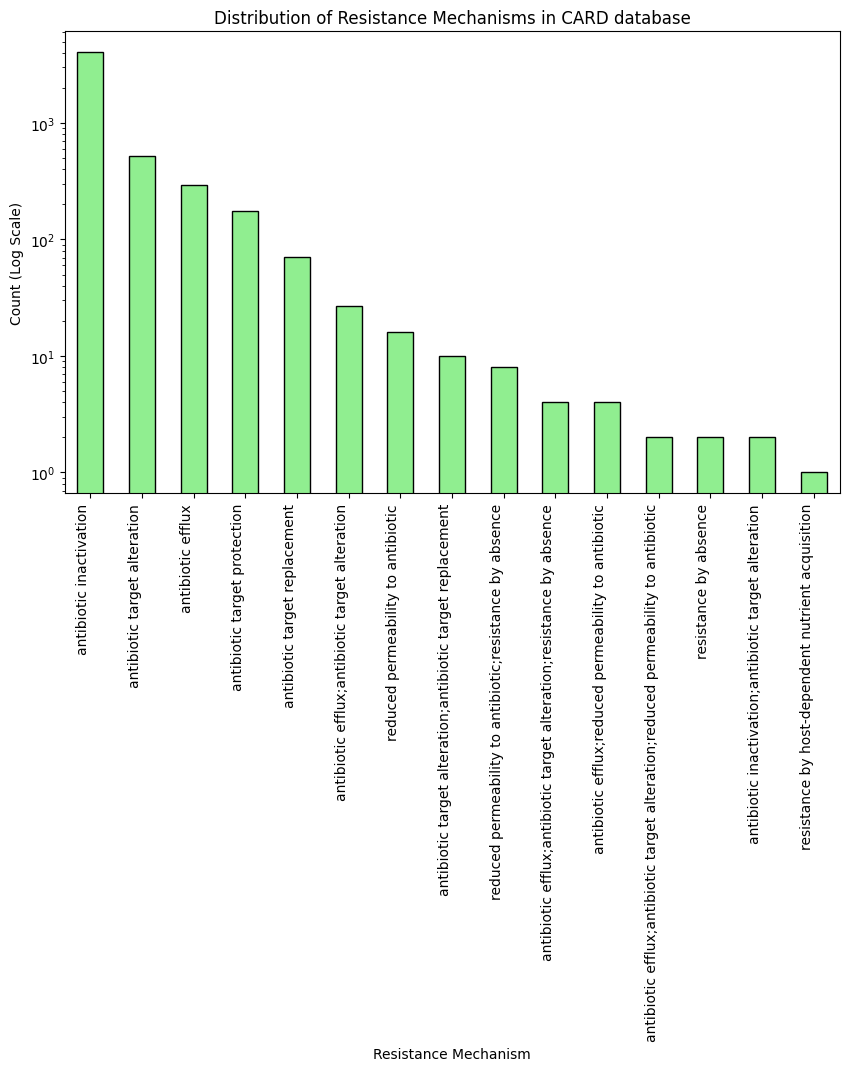 Distribution of Resistance Mechanisms in CARD database
Count (Log Scale)
10³
10²
10¹
10⁰
antibiotic inactivation
antibiotic target alteration
antibiotic efflux
antibiotic target protection
antibiotic target replacement
antibiotic efflux;antibiotic target alteration
reduced permeability to antibiotic
antibiotic target alteration;antibiotic target replacement
reduced permeability to antibiotic;resistance by absence
antibiotic efflux;antibiotic target alteration;resistance by absence
antibiotic efflux;reduced permeability to antibiotic
antibiotic efflux;antibiotic target alteration;reduced permeability to antibiotic
resistance by absence
antibiotic inactivation;antibiotic target alteration
resistance by host-dependent nutrient acquisition
Resistance Mechanism